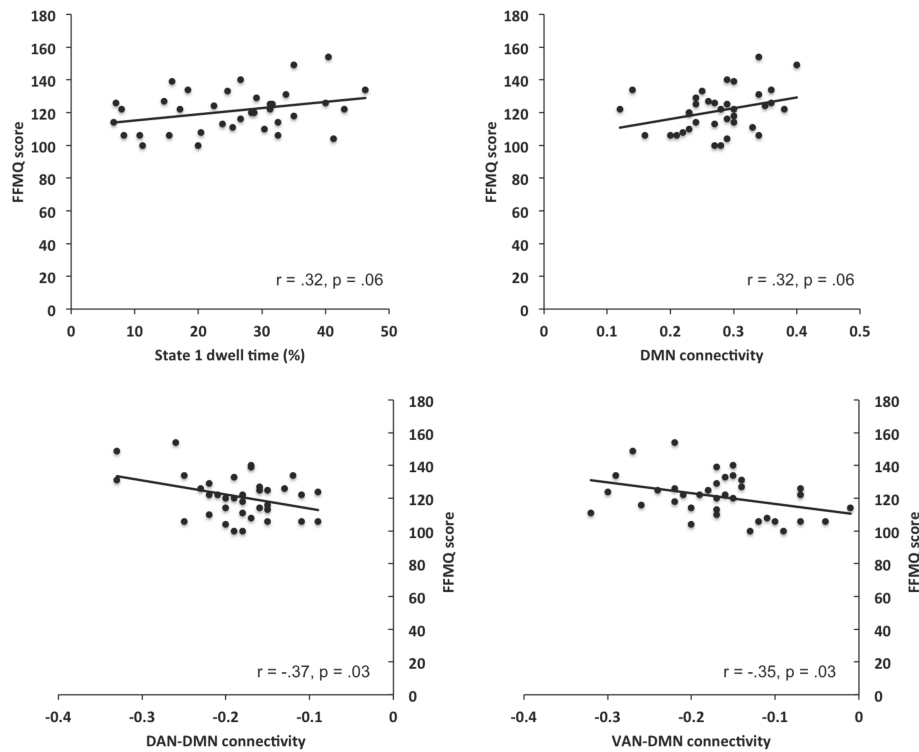 180
160
140
120
100
80
60
40
20
0
FFMQ score
r = .32, p = .06
0 10 20 30 40 50
State 1 dwell time (%)
180
160
140
120
100
80
60
40
20
0
FFMQ score
r = .32, p = .06
0 0.1 0.2 0.3 0.4 0.5
DMN connectivity
180
160
140
120
100
80
60
40
20
0
FFMQ score
r = -.37, p = .03
-0.4 -0.3 -0.2 -0.1 0
DAN-DMN connectivity
180
160
140
120
100
80
60
40
20
0
FFMQ score
r = -.35, p = .03
-0.4 -0.3 -0.2 -0.1 0
VAN-DMN connectivity